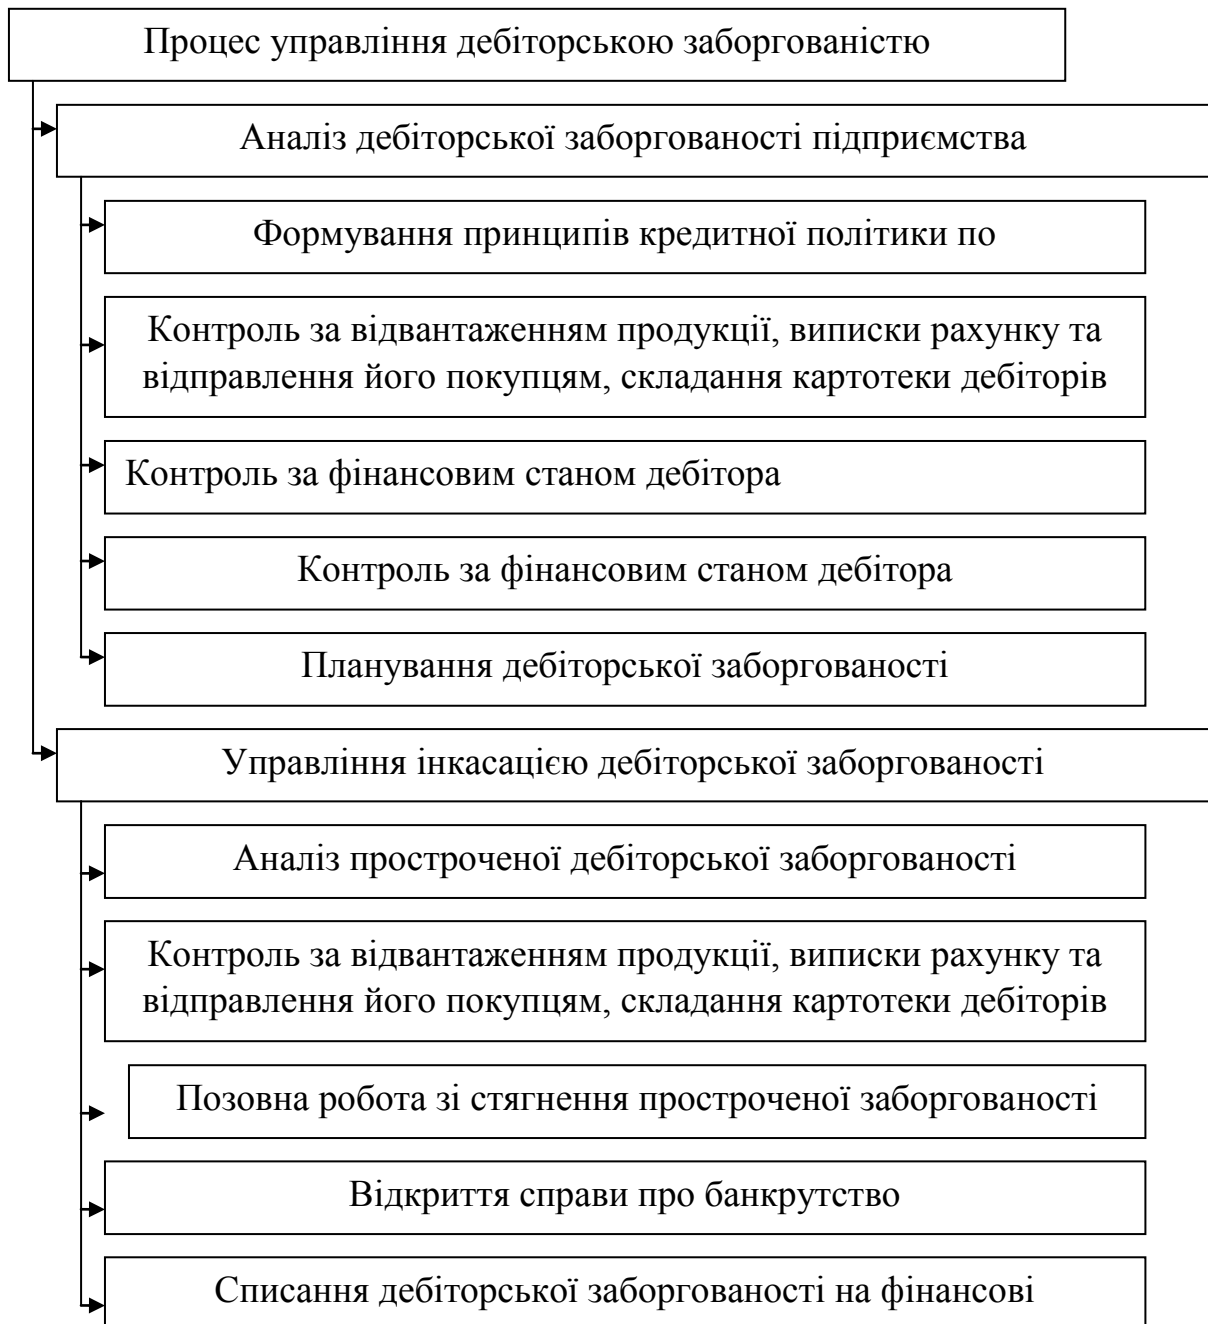 Процес управління дебіторською заборгованістю
Аналіз дебіторської заборгованості підприємства
Формування принципів кредитної політики по
Контроль за відвантаженням продукції, виписки рахунку та
відправлення його покупцям, складання картотеки дебіторів
Контроль за фінансовим станом дебітора
Контроль за фінансовим станом дебітора
Планування дебіторської заборгованості
Управління інкасацією дебіторської заборгованості
Аналіз простроченої дебіторської заборгованості
Контроль за відвантаженням продукції, виписки рахунку та
відправлення його покупцям, складання картотеки дебіторів
Позовна робота зі стягнення простроченої заборгованості
Відкриття справи про банкрутство
Списання дебіторської заборгованості на фінансові